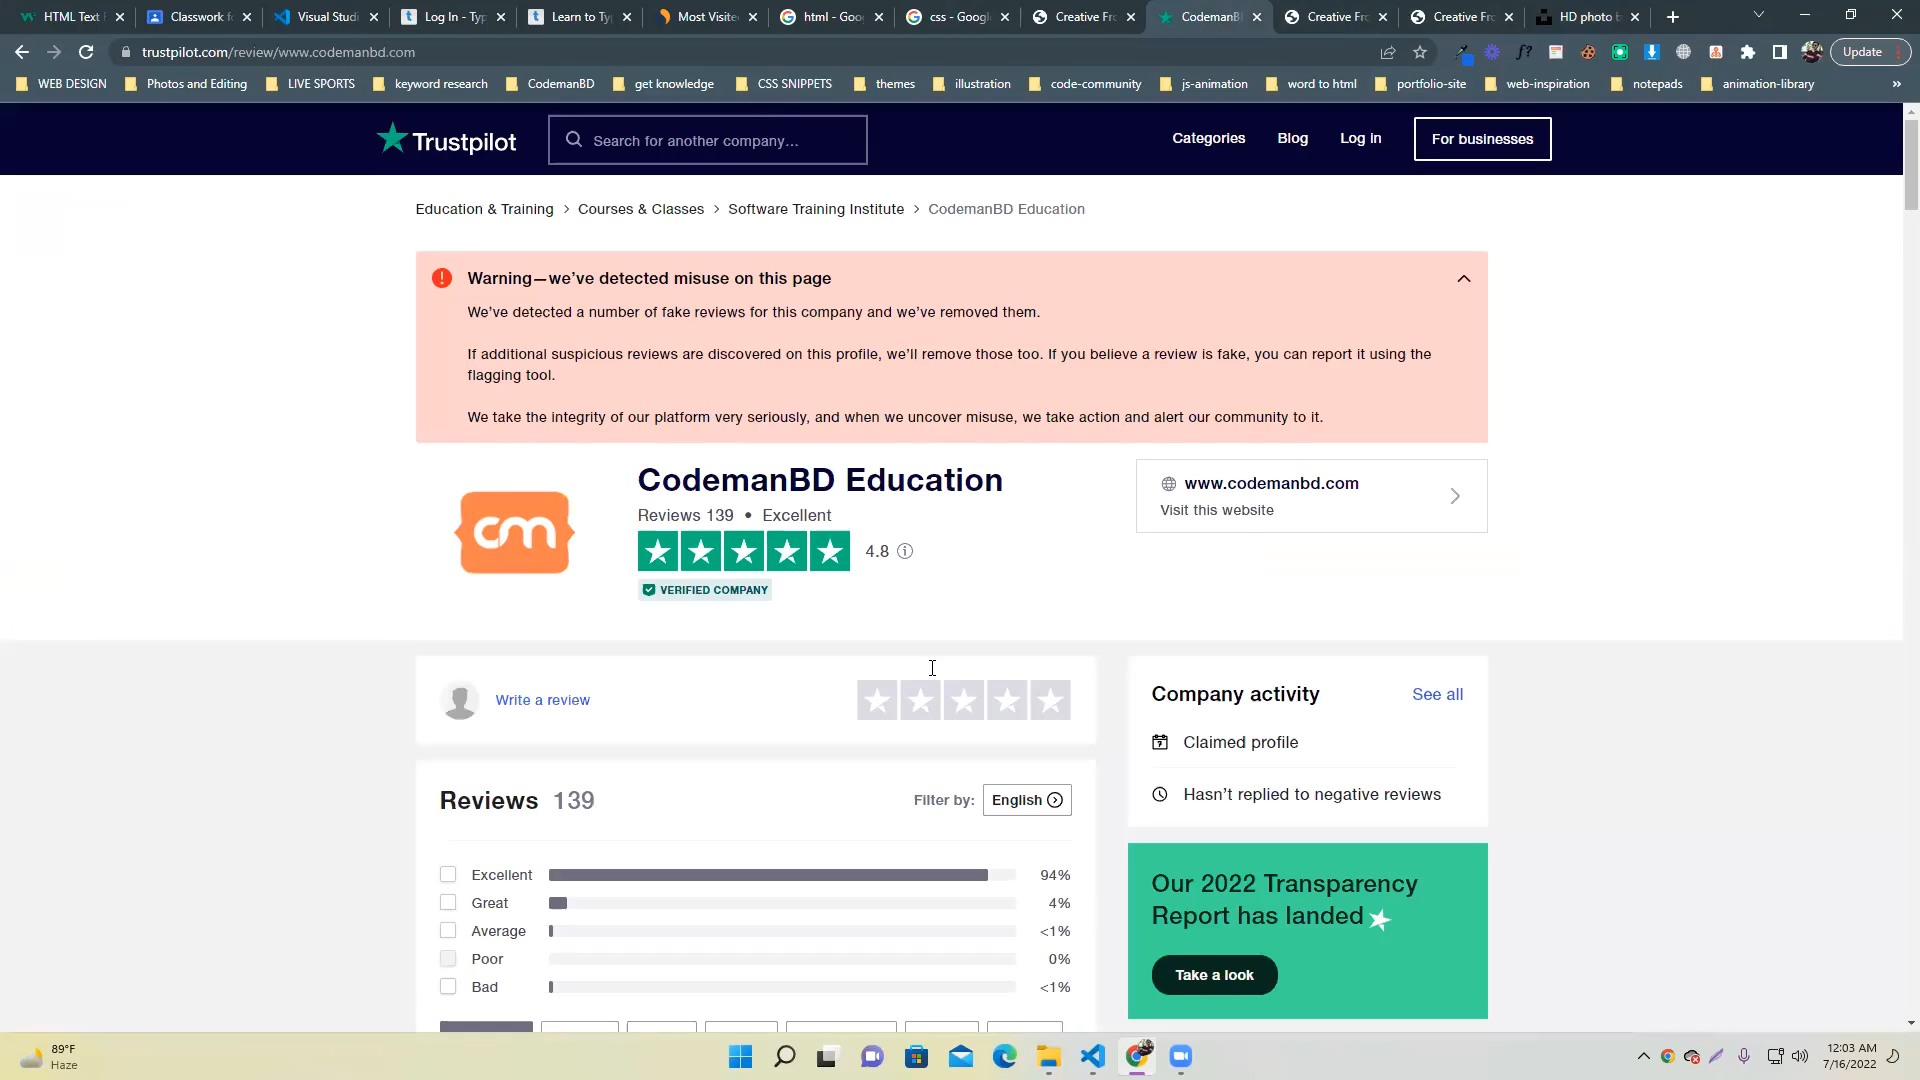 HTML Text F
Classwork fo
Visual Studi
Log In - Typ
Learn to Typ
Most Visite
html - Goo
css - Googl
Creative Fro
CodemanB
Creative Fro
Creative Fro
HD photo b
trustpilot.com/review/www.codemanbd.com
Update
WEB DESIGN
Photos and Editing
LIVE SPORTS
keyword research
CodemanBD
get knowledge
CSS SNIPPETS
themes
illustration
code-community
js-animation
word to html
portfolio-site
web-inspiration
notepads
animation-library
»
Trustpilot
Search for another company...
Categories
Blog
Log in
For businesses
Education & Training > Courses & Classes > Software Training Institute > CodemanBD Education
Warning—we've detected misuse on this page
We've detected a number of fake reviews for this company and we've removed them.
If additional suspicious reviews are discovered on this profile, we'll remove those too. If you believe a review is fake, you can report it using the
flagging tool.
We take the integrity of our platform very seriously, and when we uncover misuse, we take action and alert our community to it.
cm
CodemanBD Education
Reviews 139 • Excellent
4.8
VERIFIED COMPANY
www.codemanbd.com
Visit this website
Write a review
Company activity
See all
Claimed profile
Hasn't replied to negative reviews
Reviews 139
Filter by:
English
Excellent 94%
Great 4%
Average <1%
Poor 0%
Bad <1%
Our 2022 Transparency
Report has landed
Take a look
89°F
Haze
12:03 AM
7/16/2022